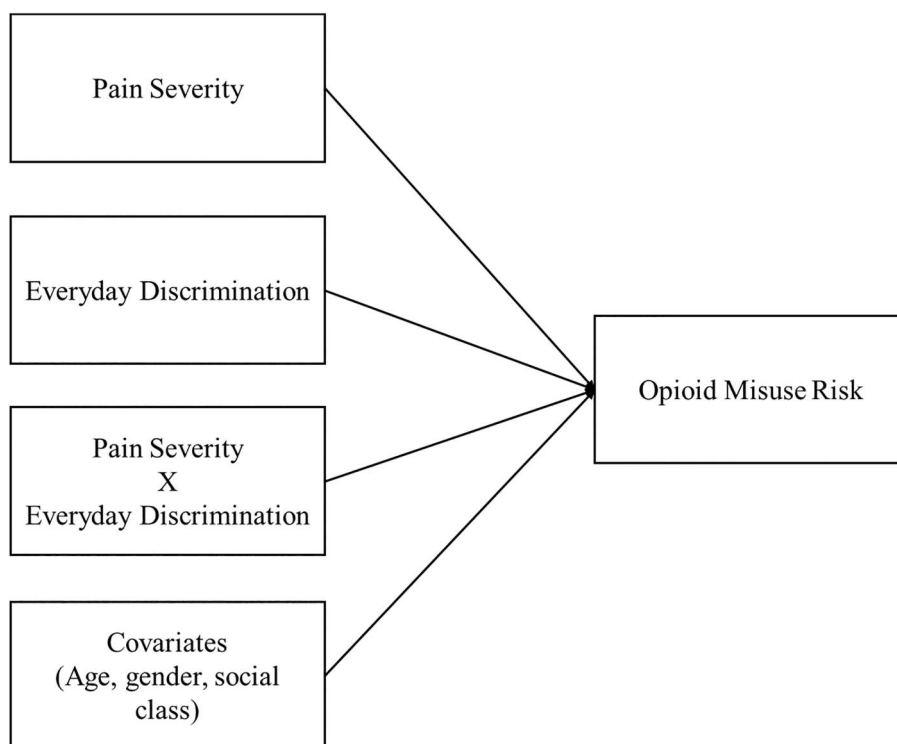 Pain Severity
Everyday Discrimination
Pain Severity
X
Everyday Discrimination
Covariates
(Age, gender, social
class)
Opioid Misuse Risk